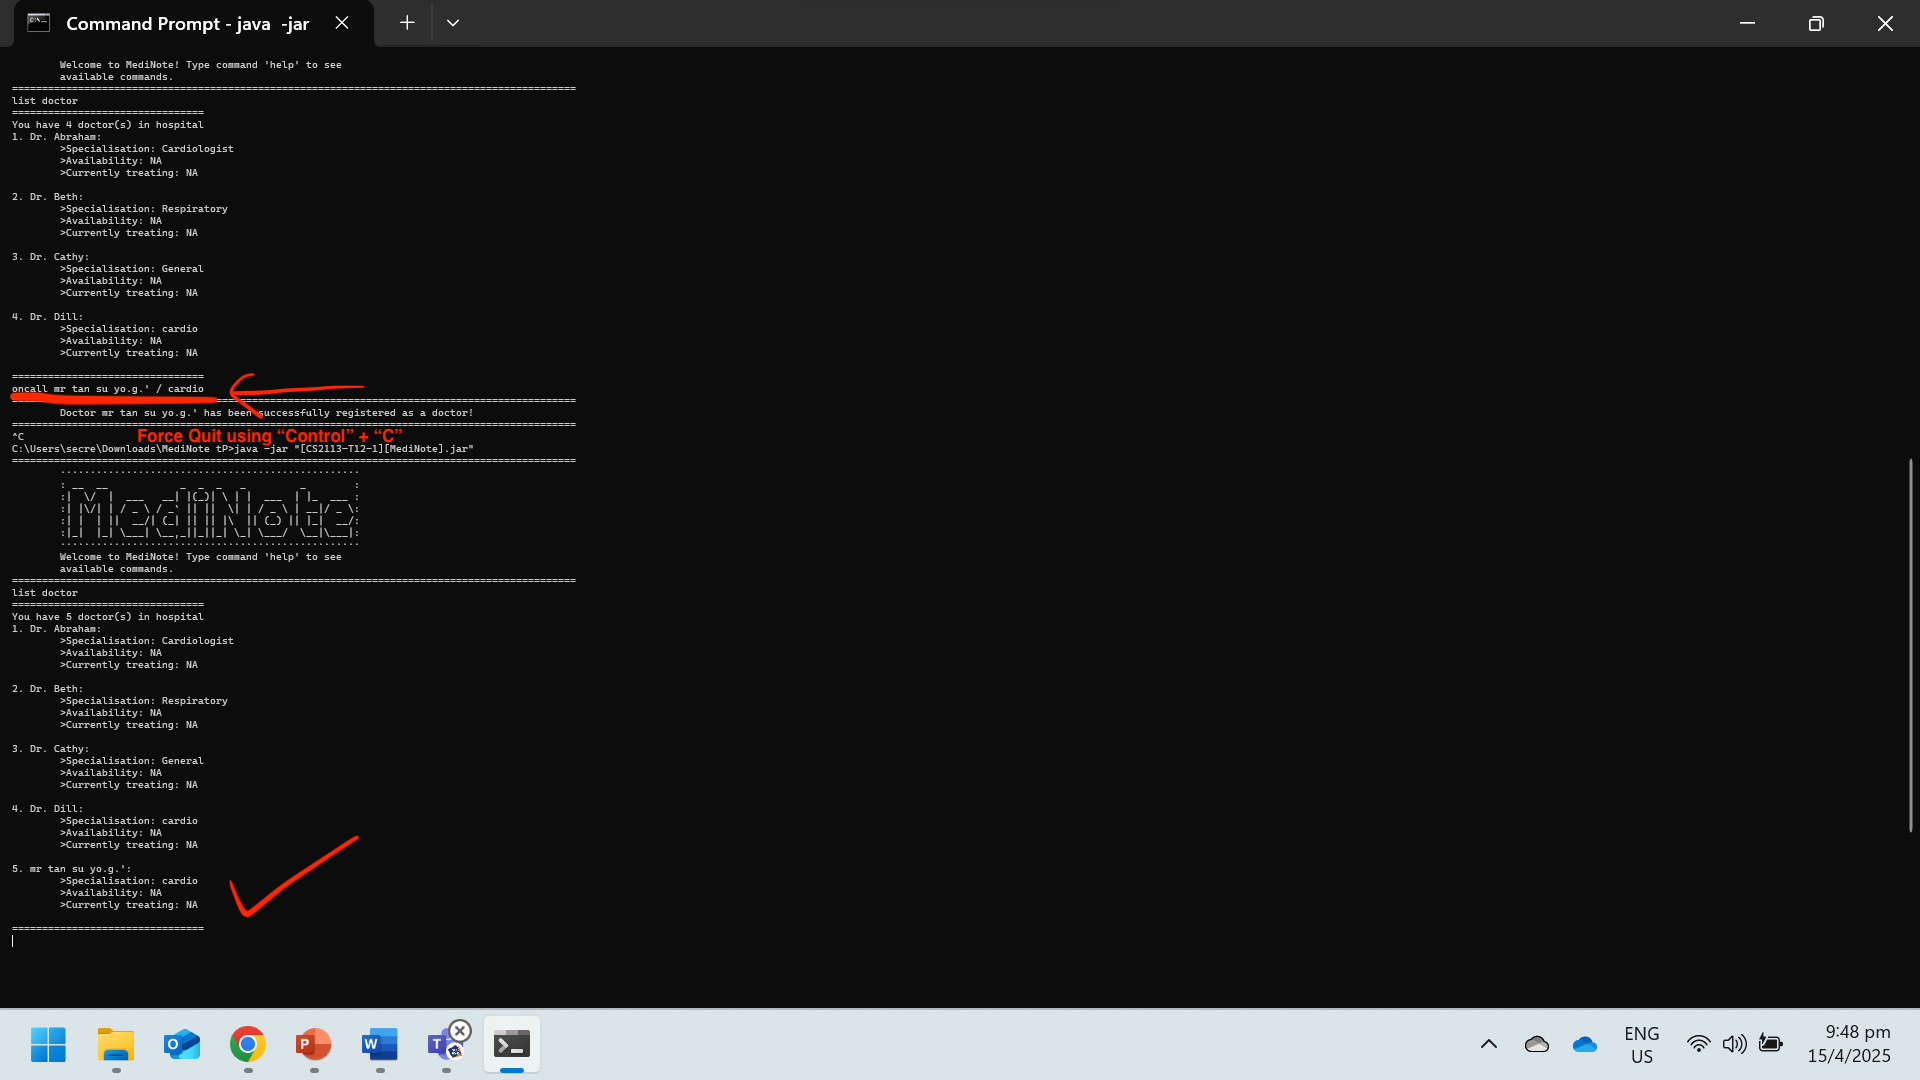 Command Prompt - java  -jar
Welcome to MediNote! Type command 'help' to see
available commands.
==============================================================================================
list doctor
================================
You have 4 doctor(s) in hospital
1. Dr. Abraham:
>Specialisation: Cardiologist
>Availability: NA
>Currently treating: NA
2. Dr. Beth:
>Specialisation: Respiratory
>Availability: NA
>Currently treating: NA
3. Dr. Cathy:
>Specialisation: General
>Availability: NA
>Currently treating: NA
4. Dr. Dill:
>Specialisation: cardio
>Availability: NA
>Currently treating: NA
================================
oncall mr tan su yo.g.' / cardio
==============================================================================================
Doctor mr tan su yo.g.' has been successfully registered as a doctor!
==============================================================================================
^C
Force Quit using “Control” + “C”
C:\Users\secre\Downloads\MediNote tP>java -jar "[CS2113-T12-1][MediNote].jar"
==============================================================================================
MediNote
Welcome to MediNote! Type command 'help' to see
available commands.
==============================================================================================
list doctor
================================
You have 5 doctor(s) in hospital
1. Dr. Abraham:
>Specialisation: Cardiologist
>Availability: NA
>Currently treating: NA
2. Dr. Beth:
>Specialisation: Respiratory
>Availability: NA
>Currently treating: NA
3. Dr. Cathy:
>Specialisation: General
>Availability: NA
>Currently treating: NA
4. Dr. Dill:
>Specialisation: cardio
>Availability: NA
>Currently treating: NA
5. mr tan su yo.g.':
>Specialisation: cardio
>Availability: NA
>Currently treating: NA
================================
ENG
US
9:48 pm
15/4/2025